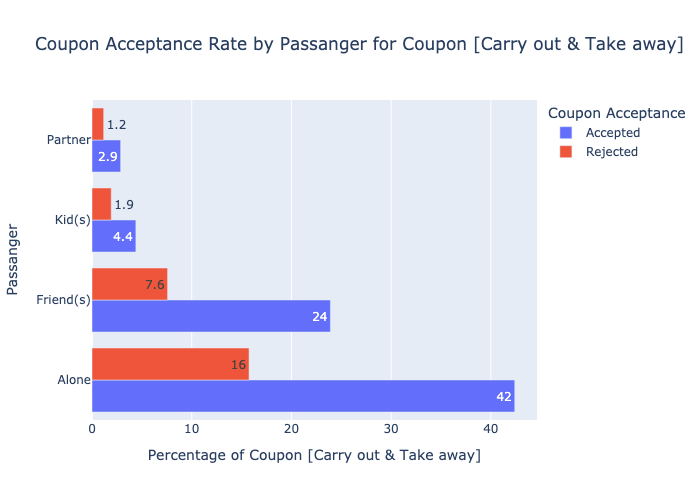 Coupon Acceptance Rate by Passanger for Coupon [Carry out & Take away]
Coupon Acceptance
Accepted
Rejected
Passanger
Partner
1.2
2.9
Kid(s)
1.9
4.4
Friend(s)
7.6
24
Alone
16
42
0
20
40
Percentage of Coupon [Carry out & Take away]